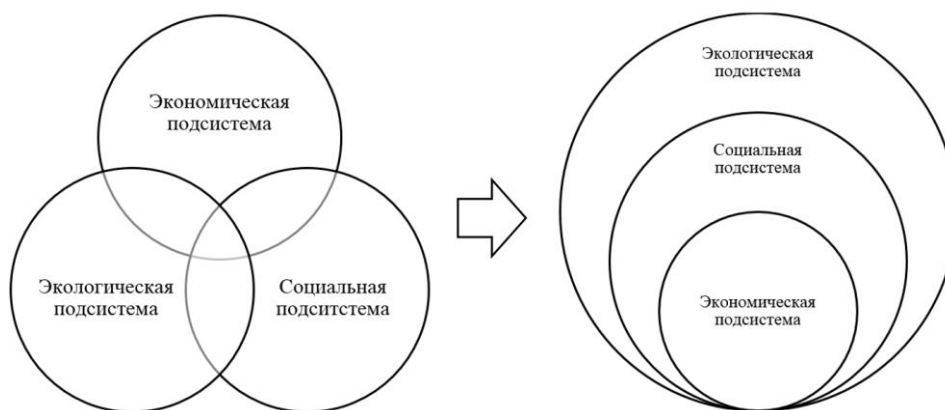 Экономическая
подсистема
Экологическая
подсистема
Социальная
подситстема
Экологическая
подсистема
Социальная
подсистема
Экономическая
подсистема